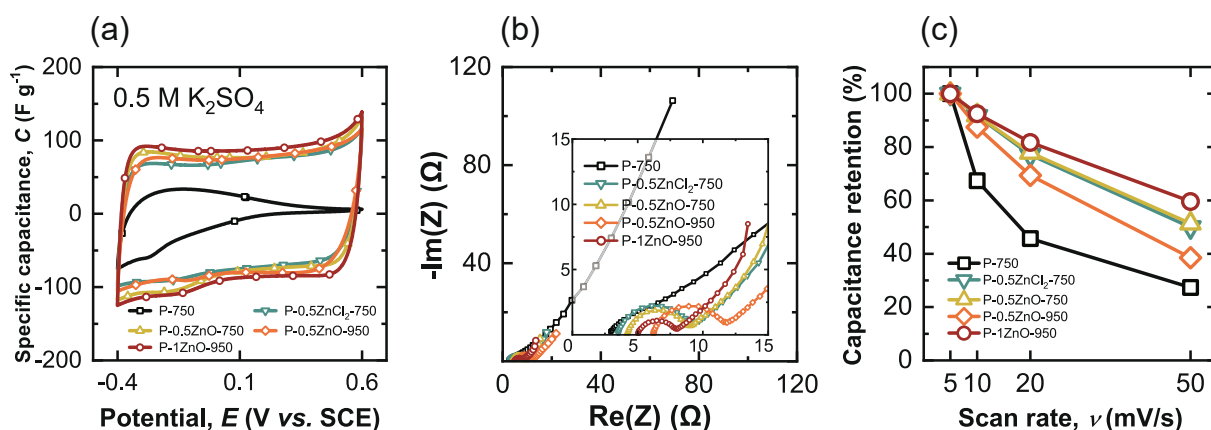 (a)
200
100
0
-100
-200
-0.4
0.1
0.6
Specific capacitance, C (F g⁻¹)
Potential, E (V vs. SCE)
0.5 M K₂SO₄
P-750
P-0.5ZnCl₂-750
P-0.5ZnO-750
P-0.5ZnO-950
P-1ZnO-950
(b)
120
80
40
0
40
80
120
-Im(Z) (Ω)
Re(Z) (Ω)
15
10
5
0
5
10
15
P-750
P-0.5ZnCl₂-750
P-0.5ZnO-750
P-0.5ZnO-950
P-1ZnO-950
(c)
100
80
60
40
20
0
5
10
20
50
Capacitance retention (%)
Scan rate, ν (mV/s)
P-750
P-0.5ZnCl₂-750
P-0.5ZnO-750
P-0.5ZnO-950
P-1ZnO-950